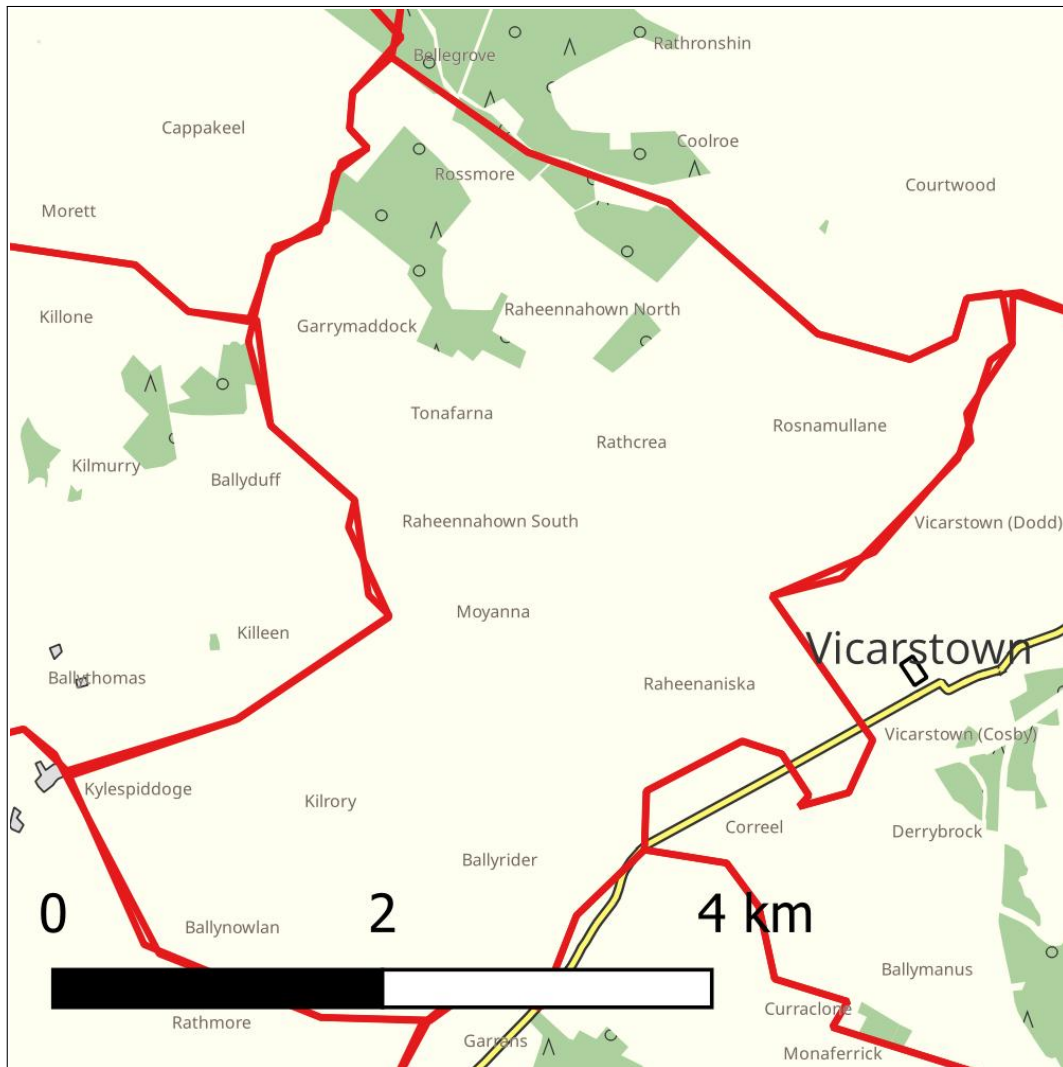 Rathronshin
Bellegrove
Cappakeel
Coolroe
Rossmore
Courtwood
Morett
Raheennahown North
Killone
Garrymaddock
Tonafarna
Rosnamullane
Rathcrea
Kilmurry
Ballyduff
Raheennahown South
Vicarstown (Dodd)
Moyanna
Killeen
Vicarstown
Ballythomas
Raheenaniska
Vicarstown (Cosby)
Kylespiddoge
Kilrory
Correel
Derrybrock
Ballyrider
0 2 4 km
Ballynowlan
Ballymanus
Curraclone
Rathmore
Garrens
Monaferrick